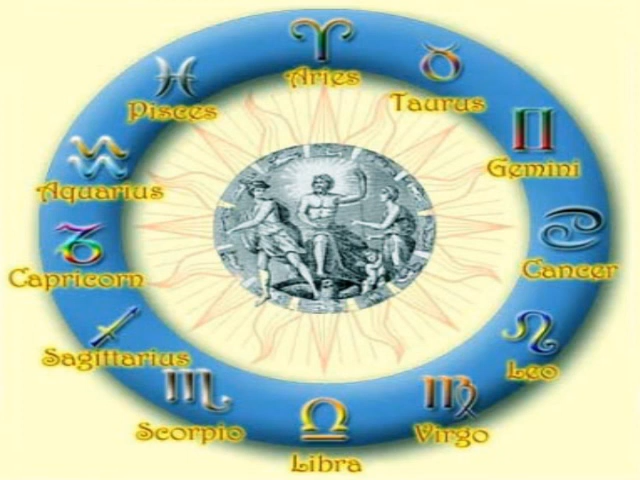 Aries
Taurus
Gemini
Cancer
Leo
Virgo
Libra
Scorpio
Sagittarius
Capricorn
Aquarius
Pisces